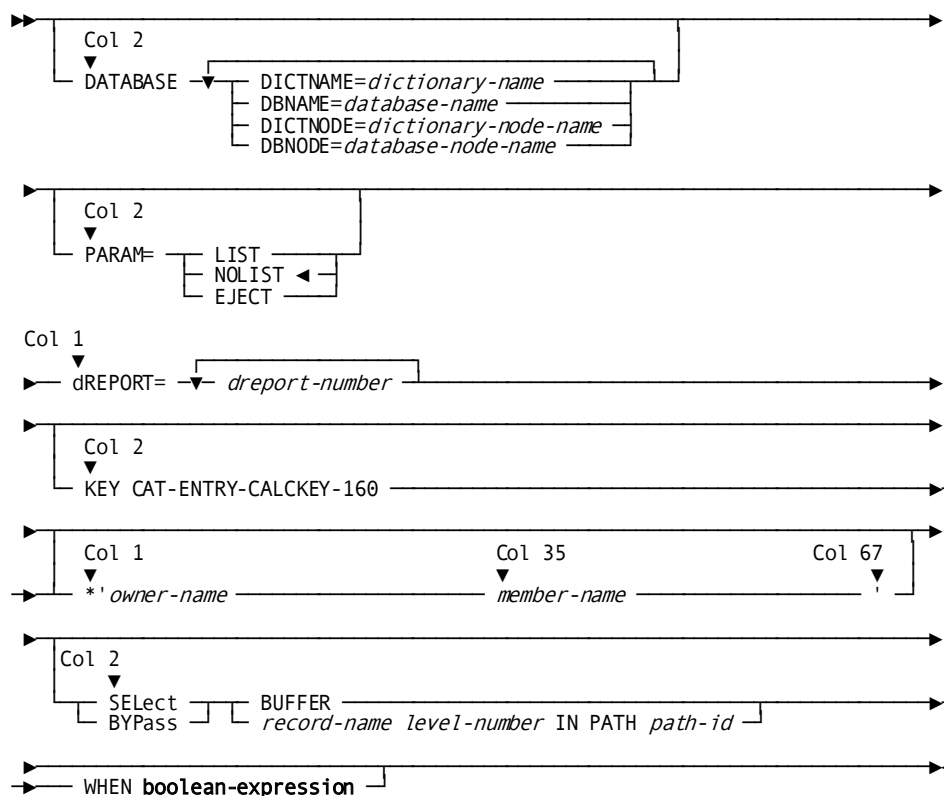 Col 2
DATABASE DICTNAME=dictionary-name
DBNAME=database-name
DICTNODE=dictionary-node-name
DBNODE=database-node-name
Col 2
PARAM= LIST
NOLIST
EJECT
Col 1
dREPORT= dreport-number
Col 2
KEY CAT-ENTRY-CALCKEY-160
Col 1 Col 35 Col 67
*'owner-name member-name '
Col 2
SELect BUFFER
BYPass record-name level-number IN PATH path-id
WHEN boolean-expression